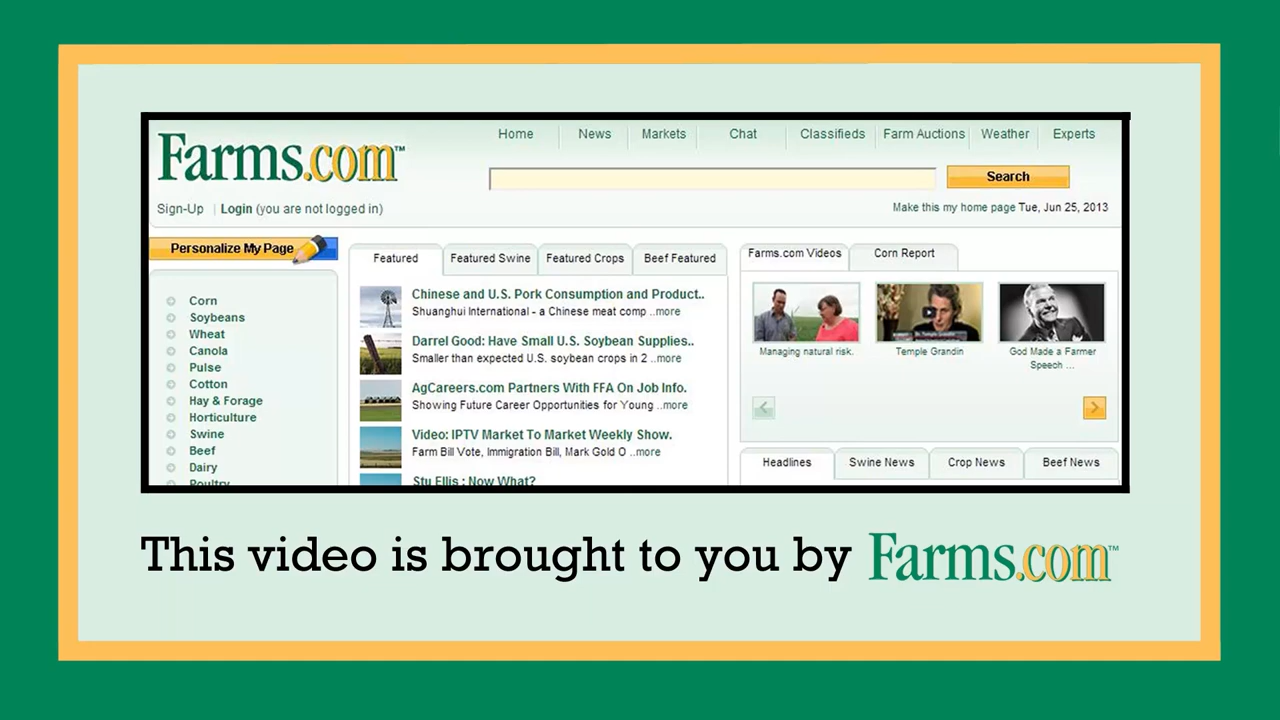 Farms.com™
Home News Markets Chat Classifieds Farm Auctions Weather Experts
Search
Sign-Up | Login (you are not logged in)
Make this my home page Tue, Jun 25, 2013
Personalize My Page
Corn
Soybeans
Wheat
Canola
Pulse
Cotton
Hay & Forage
Horticulture
Swine
Beef
Dairy
Poultry
Featured Featured Swine Featured Crops Beef Featured
Chinese and U.S. Pork Consumption and Product..
Shuanghui International - a Chinese meat comp ..more
Darrel Good: Have Small U.S. Soybean Supplies..
Smaller than expected U.S. soybean crops in 2 ..more
AgCareers.com Partners With FFA On Job Info.
Showing Future Career Opportunities for Young ..more
Video: IPTV Market To Market Weekly Show.
Farm Bill Vote, Immigration Bill, Mark Gold O ..more
Stu Ellis : Now What?
Farms.com Videos Corn Report
Dr. Temple Grandin
Managing natural risk.
Temple Grandin
God Made a Farmer
Speech ...
Headlines Swine News Crop News Beef News
This video is brought to you by Farms.com™